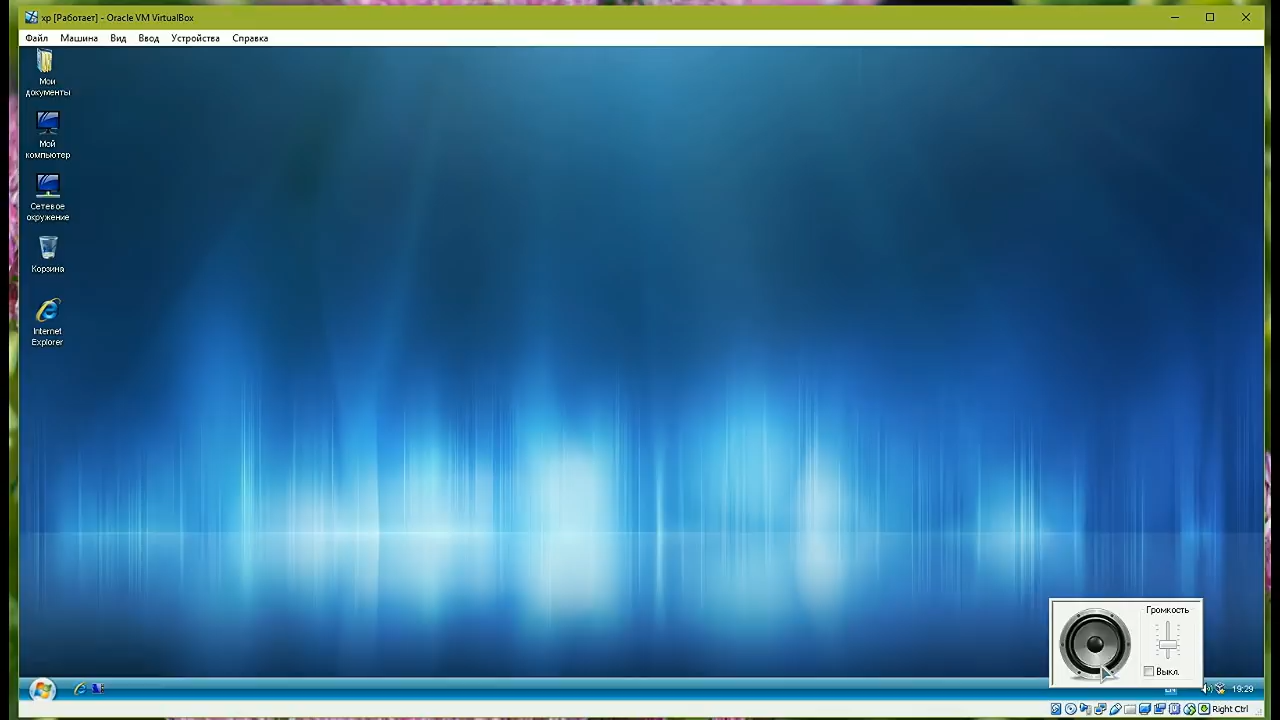 xp [Работает] - Oracle VM VirtualBox
Файл Машина Вид Ввод Устройства Справка
Мои
документы
Мой
компьютер
Сетевое
окружение
Корзина
Internet
Explorer
Громкость
Выкл.
19:29
Right Ctrl